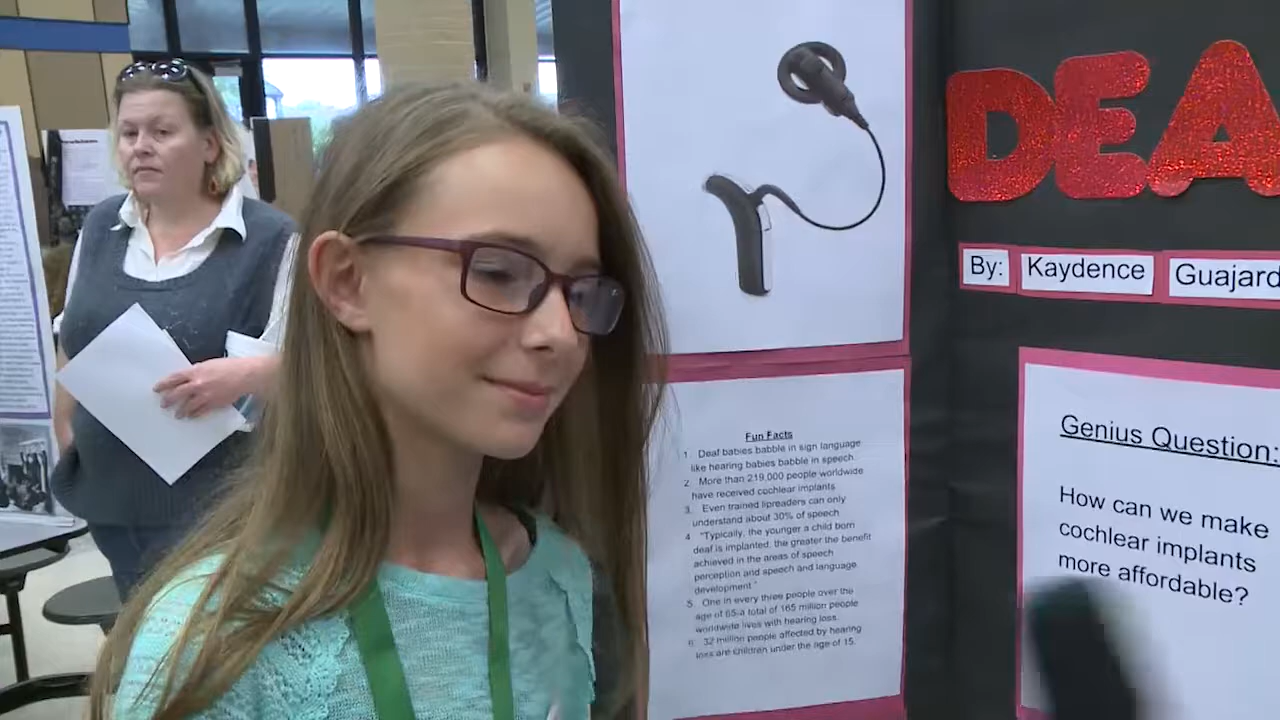 DEA
By: Kaydence Guajard
Fun Facts
1. Deaf babies babble in sign language
like hearing babies babble in speech.
2. More than 219,000 people worldwide
have received cochlear implants
3. Even trained lipreaders can only
understand about 30% of speech
4. "Typically, the younger a child born
deaf is implanted, the greater the benefit
achieved in the areas of speech
perception and speech and language
development."
5. One in every three people over the
age of 65-a total of 165 million people
worldwide lives with hearing loss.
6. 32 million people affected by hearing
loss are children under the age of 15.
Genius Question:
How can we make
cochlear implants
more affordable?